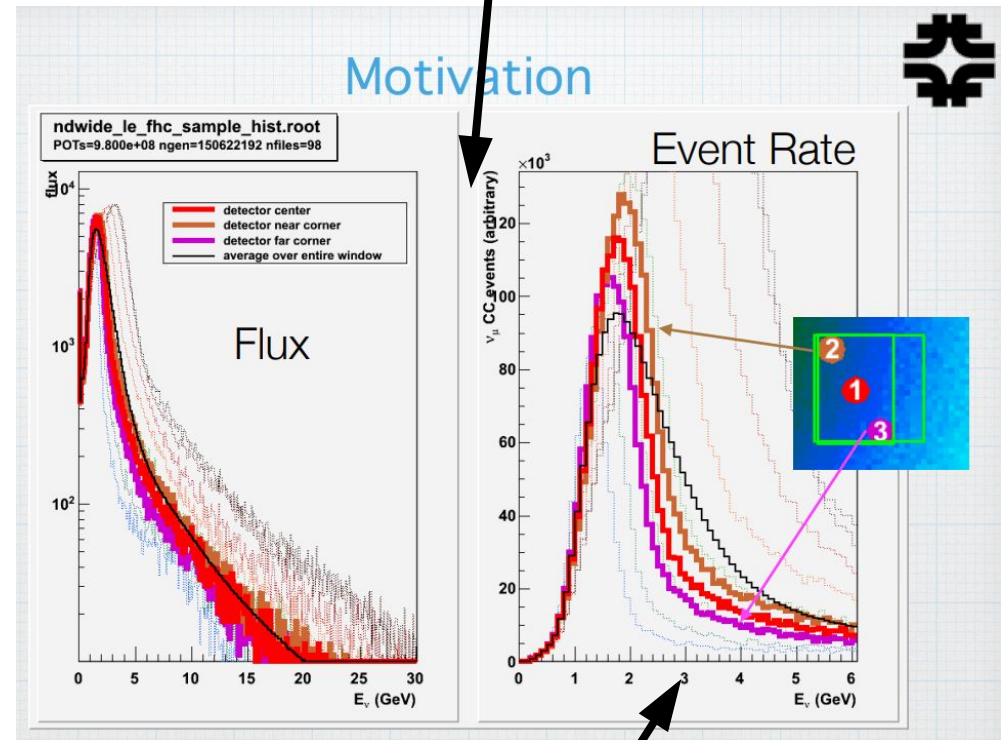 Motivation
ndwide_le_fhc_sample_hist.root
POTs=9.800e+08 ngen=150622192 nfiles=98
flux
10⁴
10³
10²
detector center
detector near corner
detector far corner
average over entire window
Flux
0 5 10 15 20 25 30
Eν (GeV)
Event Rate
×10³
νμ CC events (arbitrary)
120
100
80
60
40
20
0
0 1 2 3 4 5 6
Eν (GeV)
2
1
3